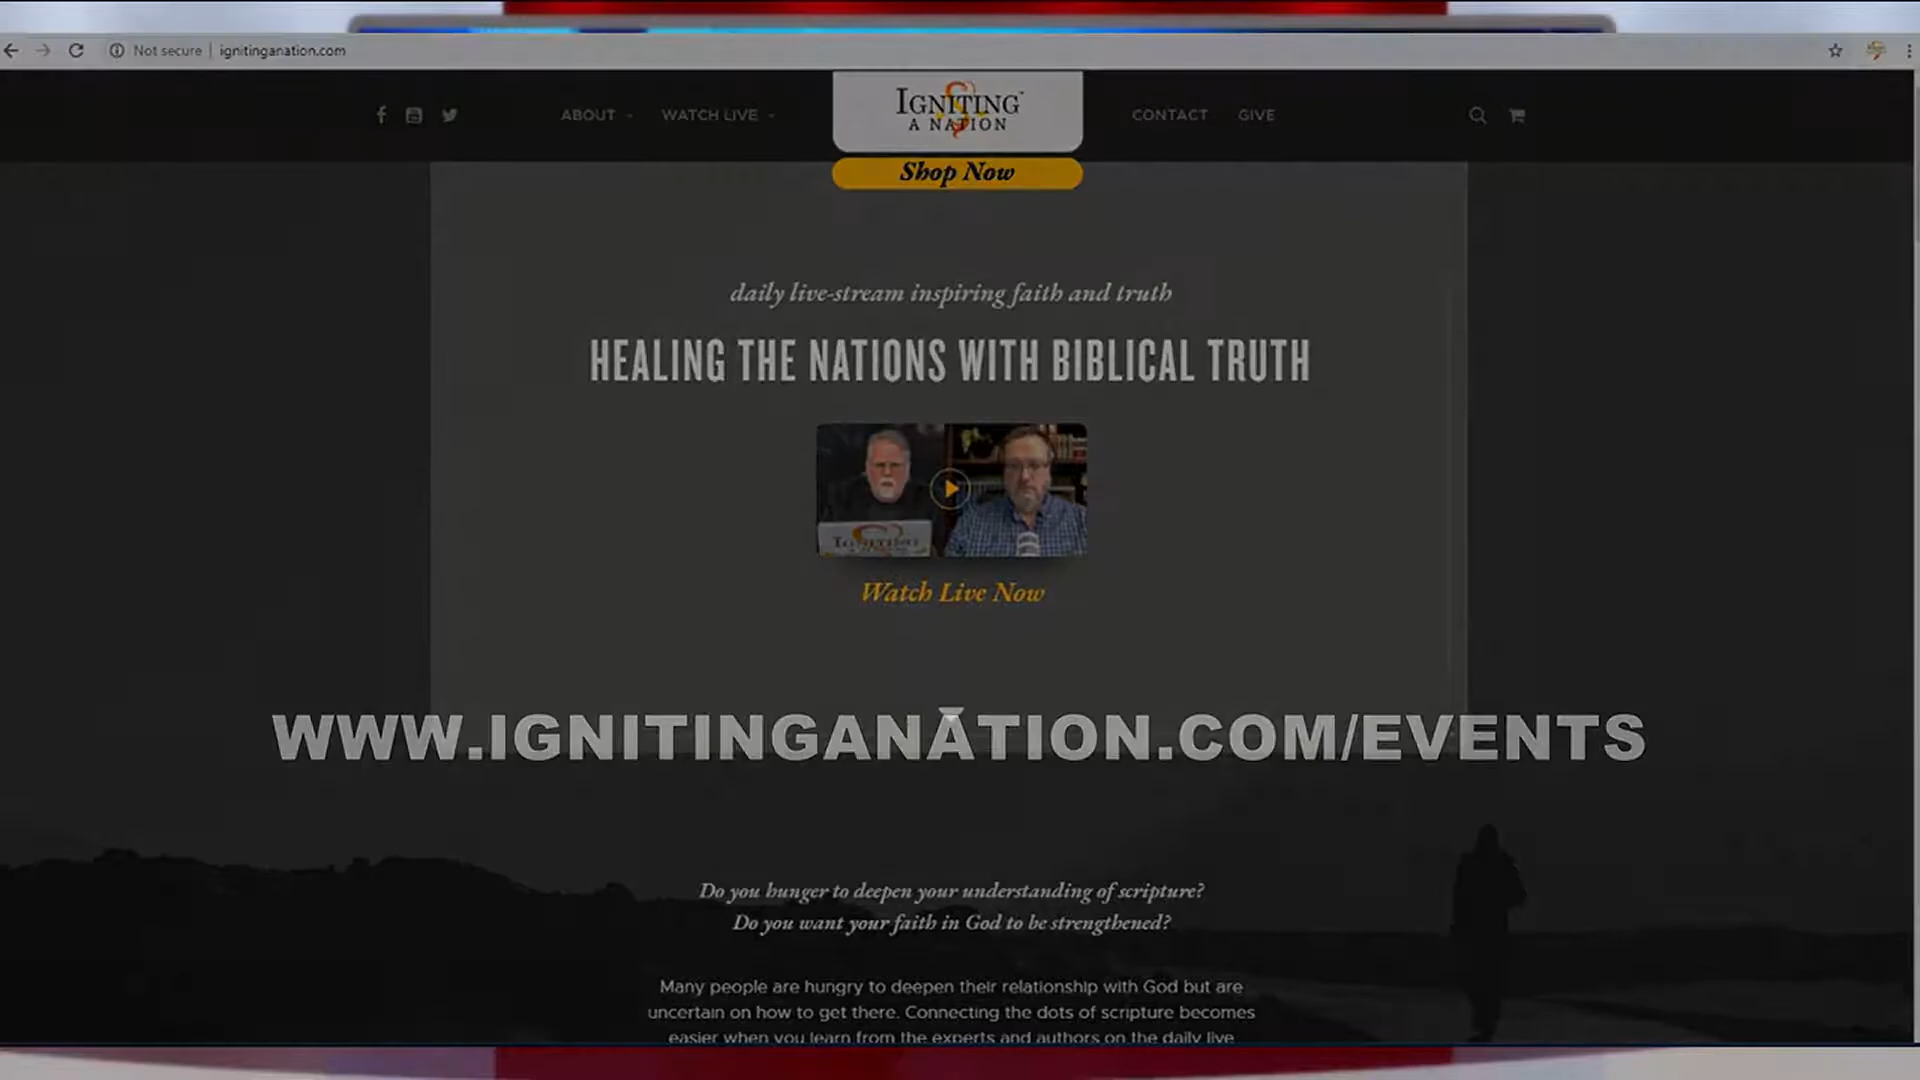 Not secure | ignitinganation.com
ABOUT
WATCH LIVE
IGNITING
A NATION
CONTACT
GIVE
Shop Now
daily live-stream inspiring faith and truth
HEALING THE NATIONS WITH BIBLICAL TRUTH
IGNITING
Watch Live Now
WWW.IGNITINGANATION.COM/EVENTS
Do you hunger to deepen your understanding of scripture?
Do you want your faith in God to be strengthened?
Many people are hungry to deepen their relationship with God but are
uncertain on how to get there. Connecting the dots of scripture becomes
easier when you learn from the experts and authors on the daily live